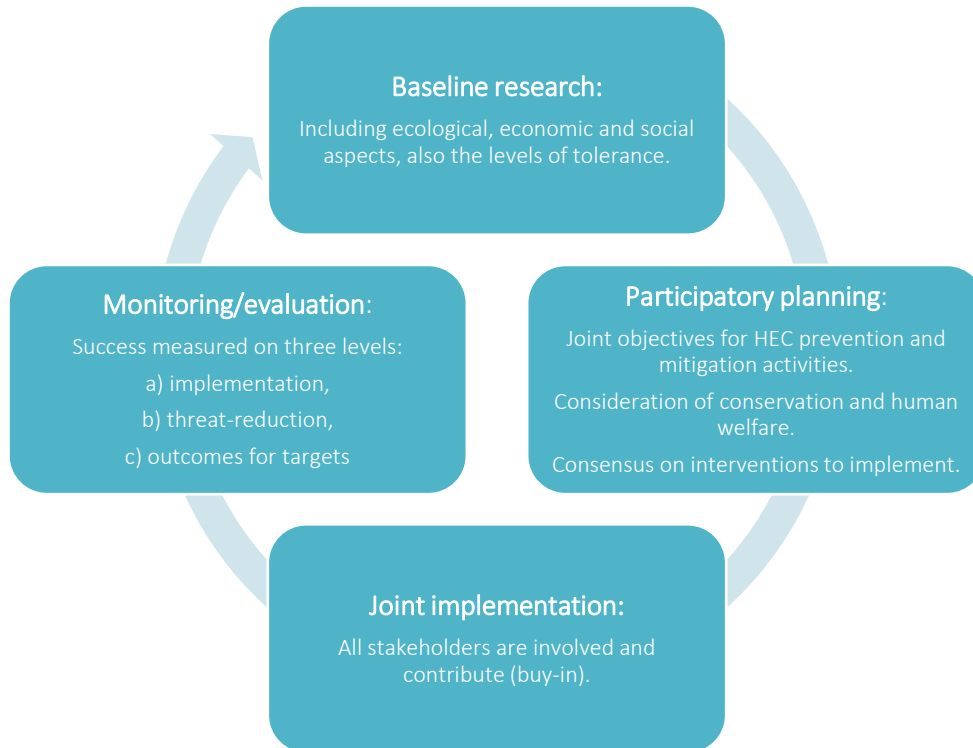 Baseline research:
Including ecological, economic and social
aspects, also the levels of tolerance.
Participatory planning:
Joint objectives for HEC prevention and
mitigation activities.
Consideration of conservation and human
welfare.
Consensus on interventions to implement.
Joint implementation:
All stakeholders are involved and
contribute (buy-in).
Monitoring/evaluation:
Success measured on three levels:
a) implementation,
b) threat-reduction,
c) outcomes for targets